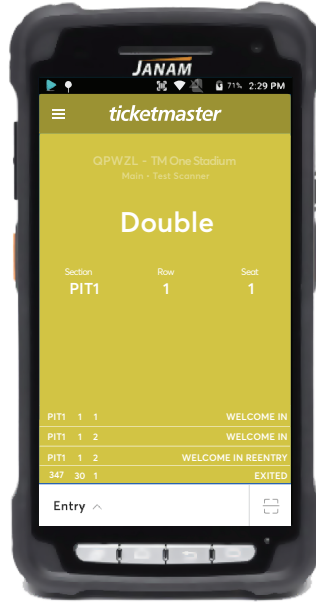 JANAM
71% 2:29 PM
ticketmaster
QPWZL - TM One Stadium
Main - Test Scanner
Double
Section Row Seat
PIT1 1 1
PIT1 1 1 WELCOME IN
PIT1 1 2 WELCOME IN
PIT1 1 2 WELCOME IN REENTRY
347 30 1 EXITED
Entry